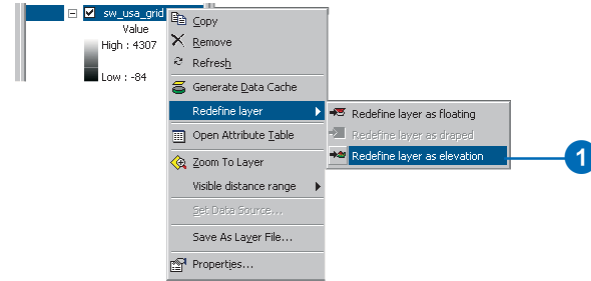 sw_usa_grid
Value
High : 4307
Low : -84
Copy
Remove
Refresh
Generate Data Cache
Redefine layer
Open Attribute Table
Zoom To Layer
Visible distance range
Set Data Source...
Save As Layer File...
Properties...
Redefine layer as floating
Redefine layer as draped
Redefine layer as elevation
1